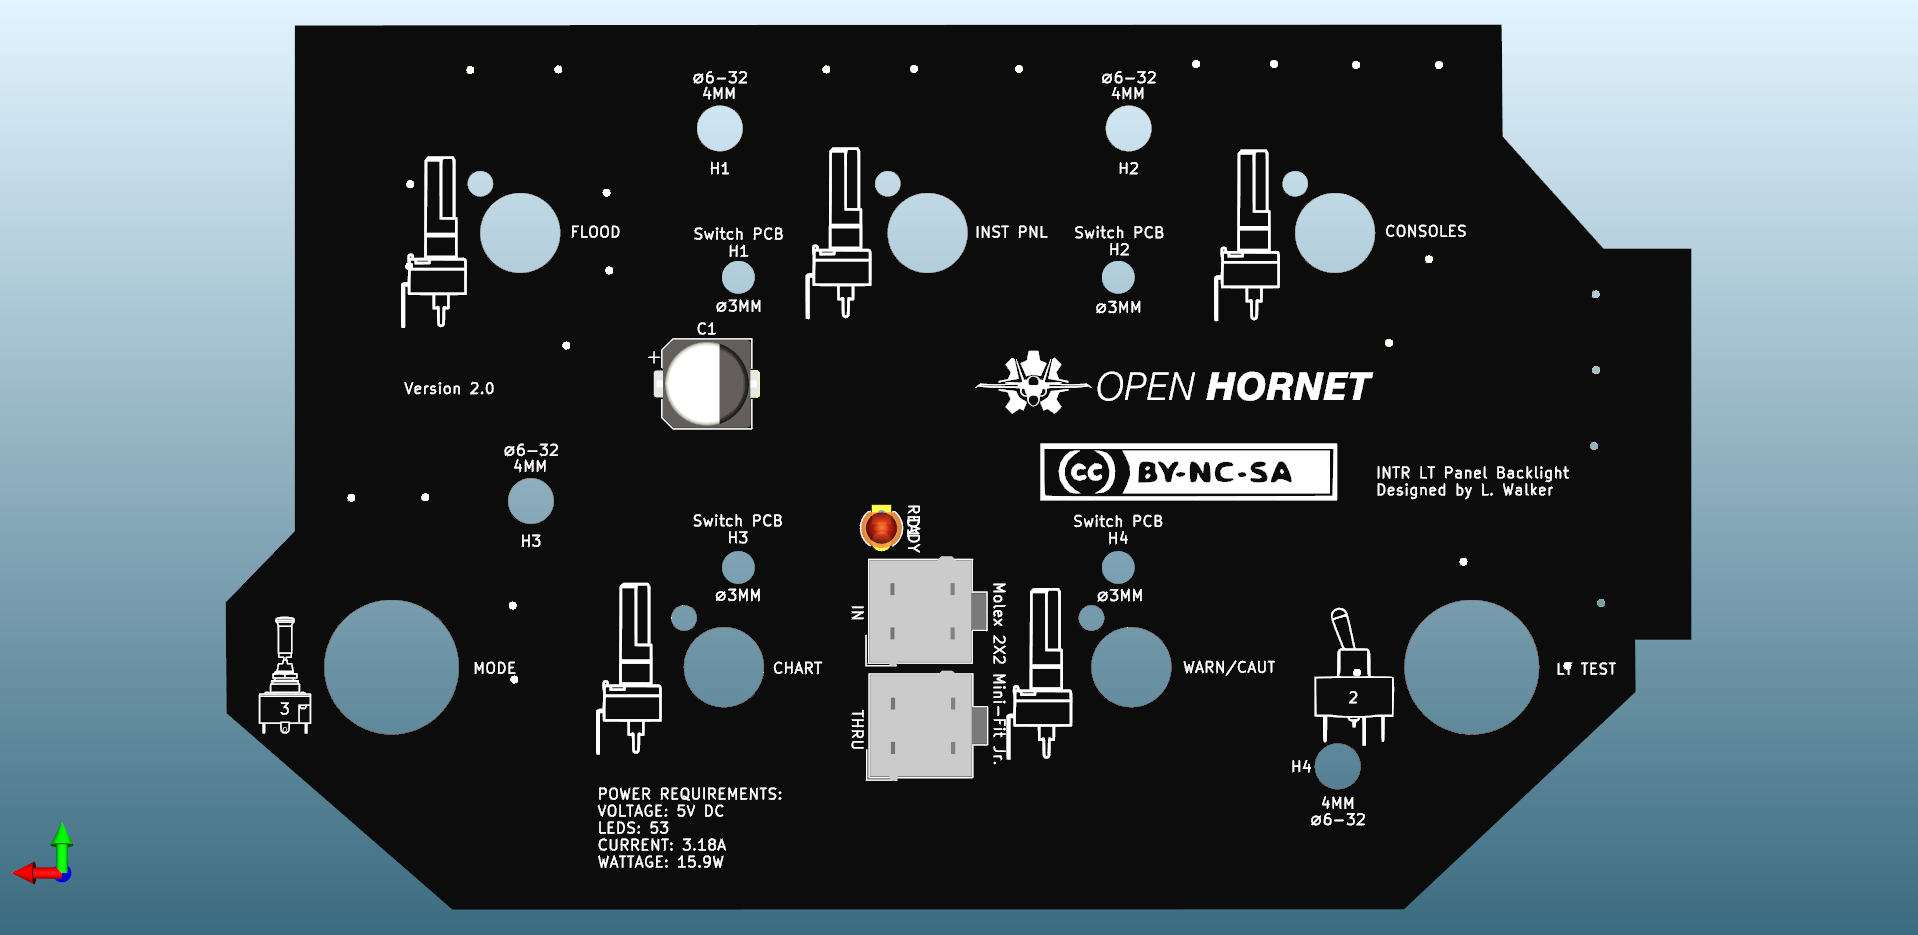 ø6-32
4MM
H1
ø6-32
4MM
H2
FLOOD
Switch PCB
H1
ø3MM
INST PNL
Switch PCB
H2
ø3MM
CONSOLES
C1
+
Version 2.0
OPEN HORNET
CC BY-NC-SA
INTR LT Panel Backlight
Designed by L. Walker
ø6-32
4MM
H3
Switch PCB
H3
ø3MM
Switch PCB
H4
ø3MM
IN
THRU
Molex 2X2 Mini-Fit Jr.
3
MODE
CHART
WARN/CAUT
2
LT TEST
H4
4MM
ø6-32
POWER REQUIREMENTS:
VOLTAGE: 5V DC
LEDS: 53
CURRENT: 3.18A
WATTAGE: 15.9W